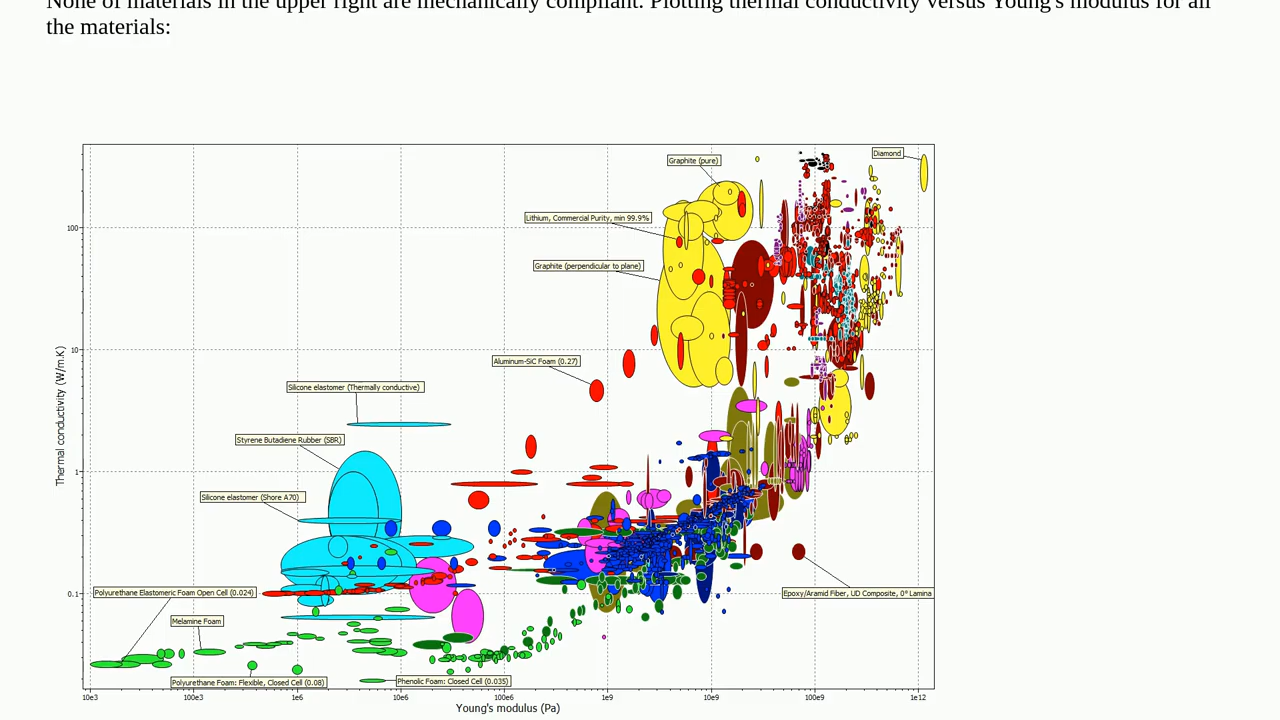 None of materials in the upper right are mechanically compliant. Plotting thermal conductivity versus Young's modulus for all
the materials:
Diamond
Graphite (pure)
Lithium, Commercial Purity, min 99.9%
100
Graphite (perpendicular to plane)
10
Aluminum-SiC Foam (0.27)
Silicone elastomer (Thermally conductive)
Styrene Butadiene Rubber (SBR)
Thermal conductivity (W/m.K)
1
Silicone elastomer (Shore A70)
0.1
Polyurethane Elastomeric Foam Open Cell (0.024)
Epoxy/Aramid Fiber, UD Composite, 0° Lamina
Melamine Foam
Polyurethane Foam: Flexible, Closed Cell (0.08)
Phenolic Foam: Closed Cell (0.035)
10e3 100e3 1e6 10e6 100e6 1e9 10e9 100e9 1e12
Young's modulus (Pa)